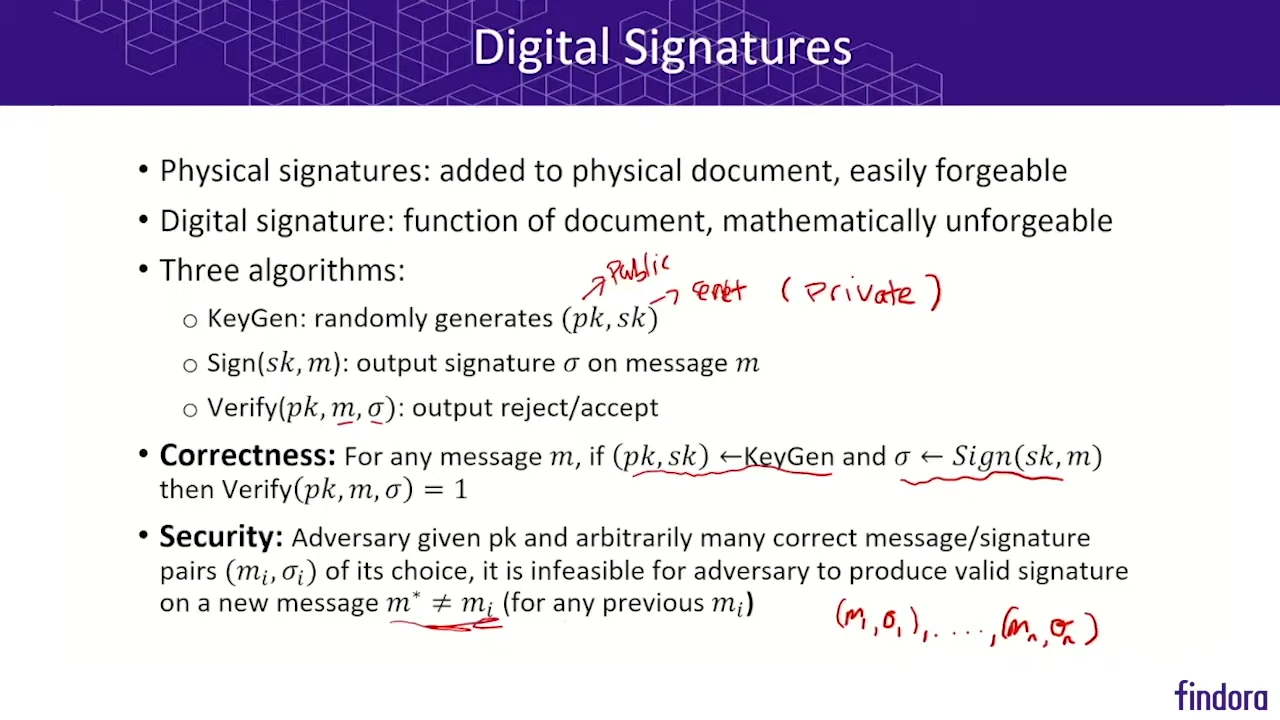 Digital Signatures
• Physical signatures: added to physical document, easily forgeable
• Digital signature: function of document, mathematically unforgeable
• Three algorithms:
Public
secret (Private)
o KeyGen: randomly generates (pk, sk)
o Sign(sk, m): output signature σ on message m
o Verify(pk, m, σ): output reject/accept
• Correctness: For any message m, if (pk, sk) ←KeyGen and σ ← Sign(sk, m)
then Verify(pk, m, σ) = 1
• Security: Adversary given pk and arbitrarily many correct message/signature
pairs (mᵢ, σᵢ) of its choice, it is infeasible for adversary to produce valid signature
on a new message m* ≠ mᵢ (for any previous mᵢ)
(m₁, σ₁), . . . . , (mₙ, σₙ)
findora